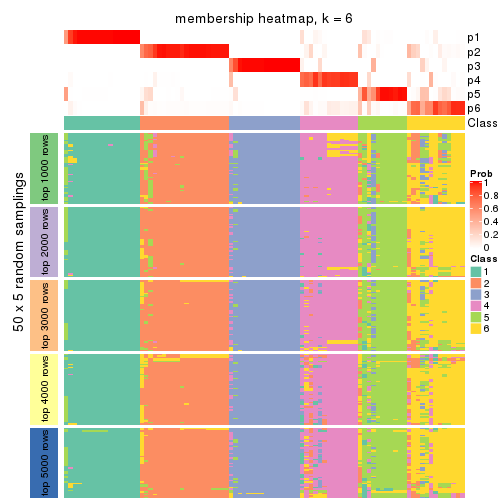 membership heatmap, k = 6
p1
p2
p3
p4
p5
p6
Class
50 x 5 random samplings
top 1000 rows
top 2000 rows
top 3000 rows
top 4000 rows
top 5000 rows
Prob
1
0.8
0.6
0.4
0.2
0
Class
1
2
3
4
5
6